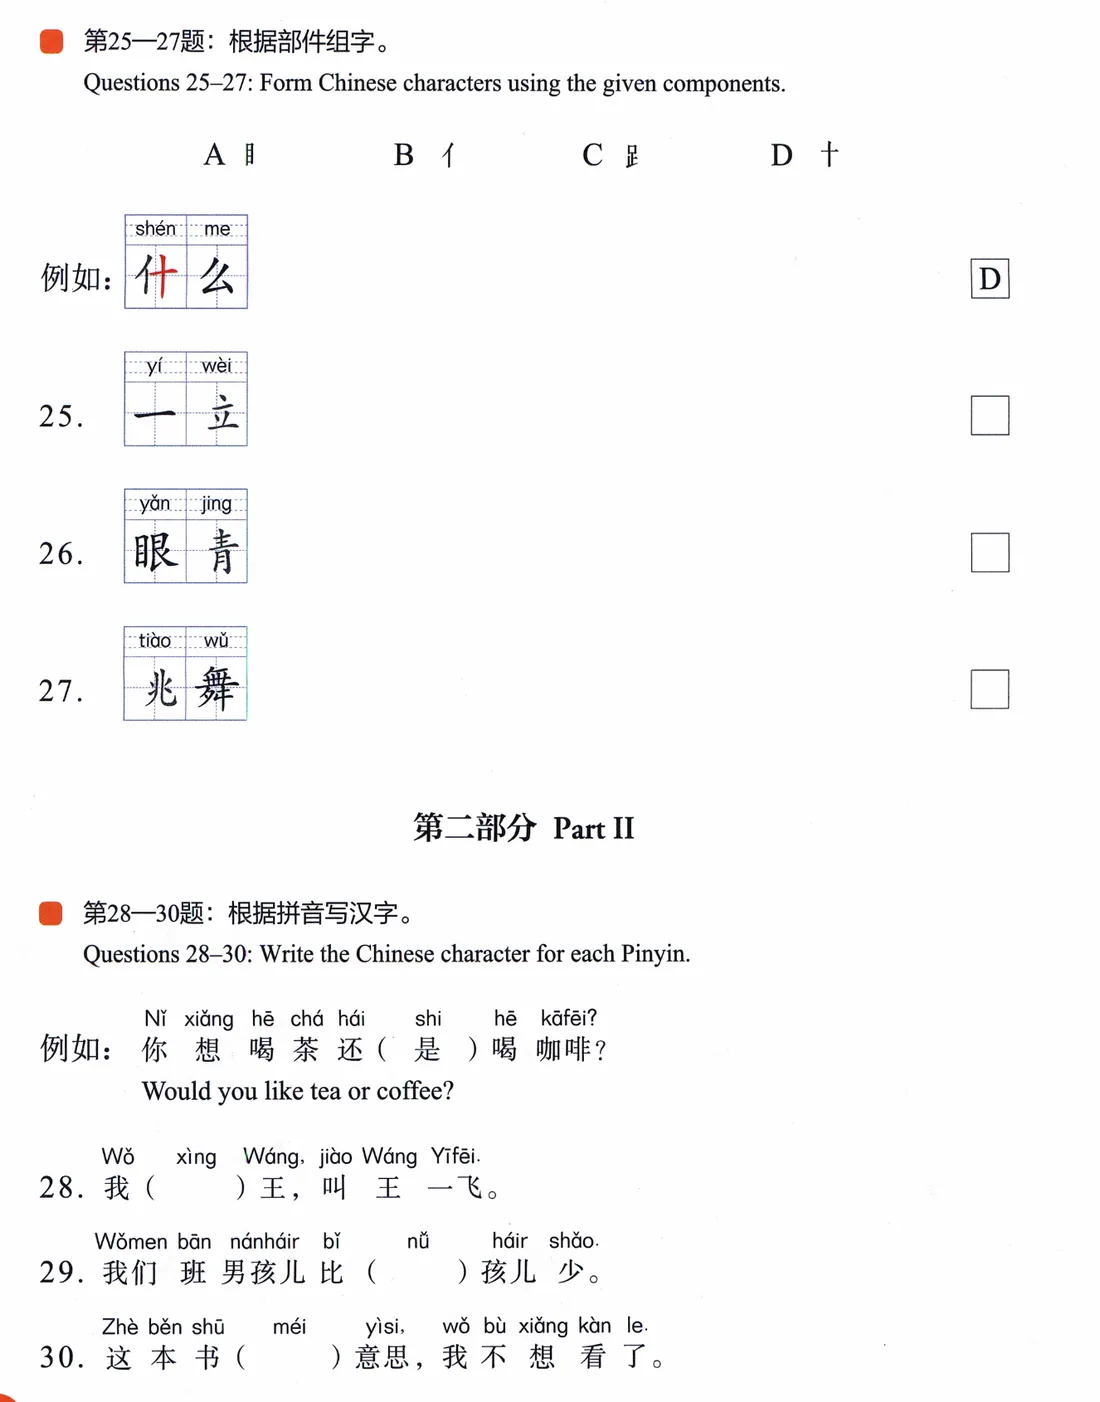 第25—27题：根据部件组字。
Questions 25–27: Form Chinese characters using the given components.
A 目 B 亻 C 𧾷 D 十
shén me
例如： 什 么 D
yí wèi
25. 一 立
yǎn jing
26. 眼 青
tiào wǔ
27. 兆 舞
第二部分 Part II
第28—30题：根据拼音写汉字。
Questions 28–30: Write the Chinese character for each Pinyin.
Nǐ xiǎng hē chá hái shi hē kāfēi?
例如： 你 想 喝 茶 还（ 是 ）喝 咖啡？
Would you like tea or coffee?
Wǒ xìng Wáng, jiào Wáng Yīfēi.
28. 我（ ）王，叫 王 一飞。
Wǒmen bān nánháir bǐ nǚ háir shǎo.
29. 我们 班 男孩儿 比（ ）孩儿 少。
Zhè běn shū méi yìsi, wǒ bù xiǎng kàn le.
30. 这 本 书（ ）意思，我 不 想 看 了。